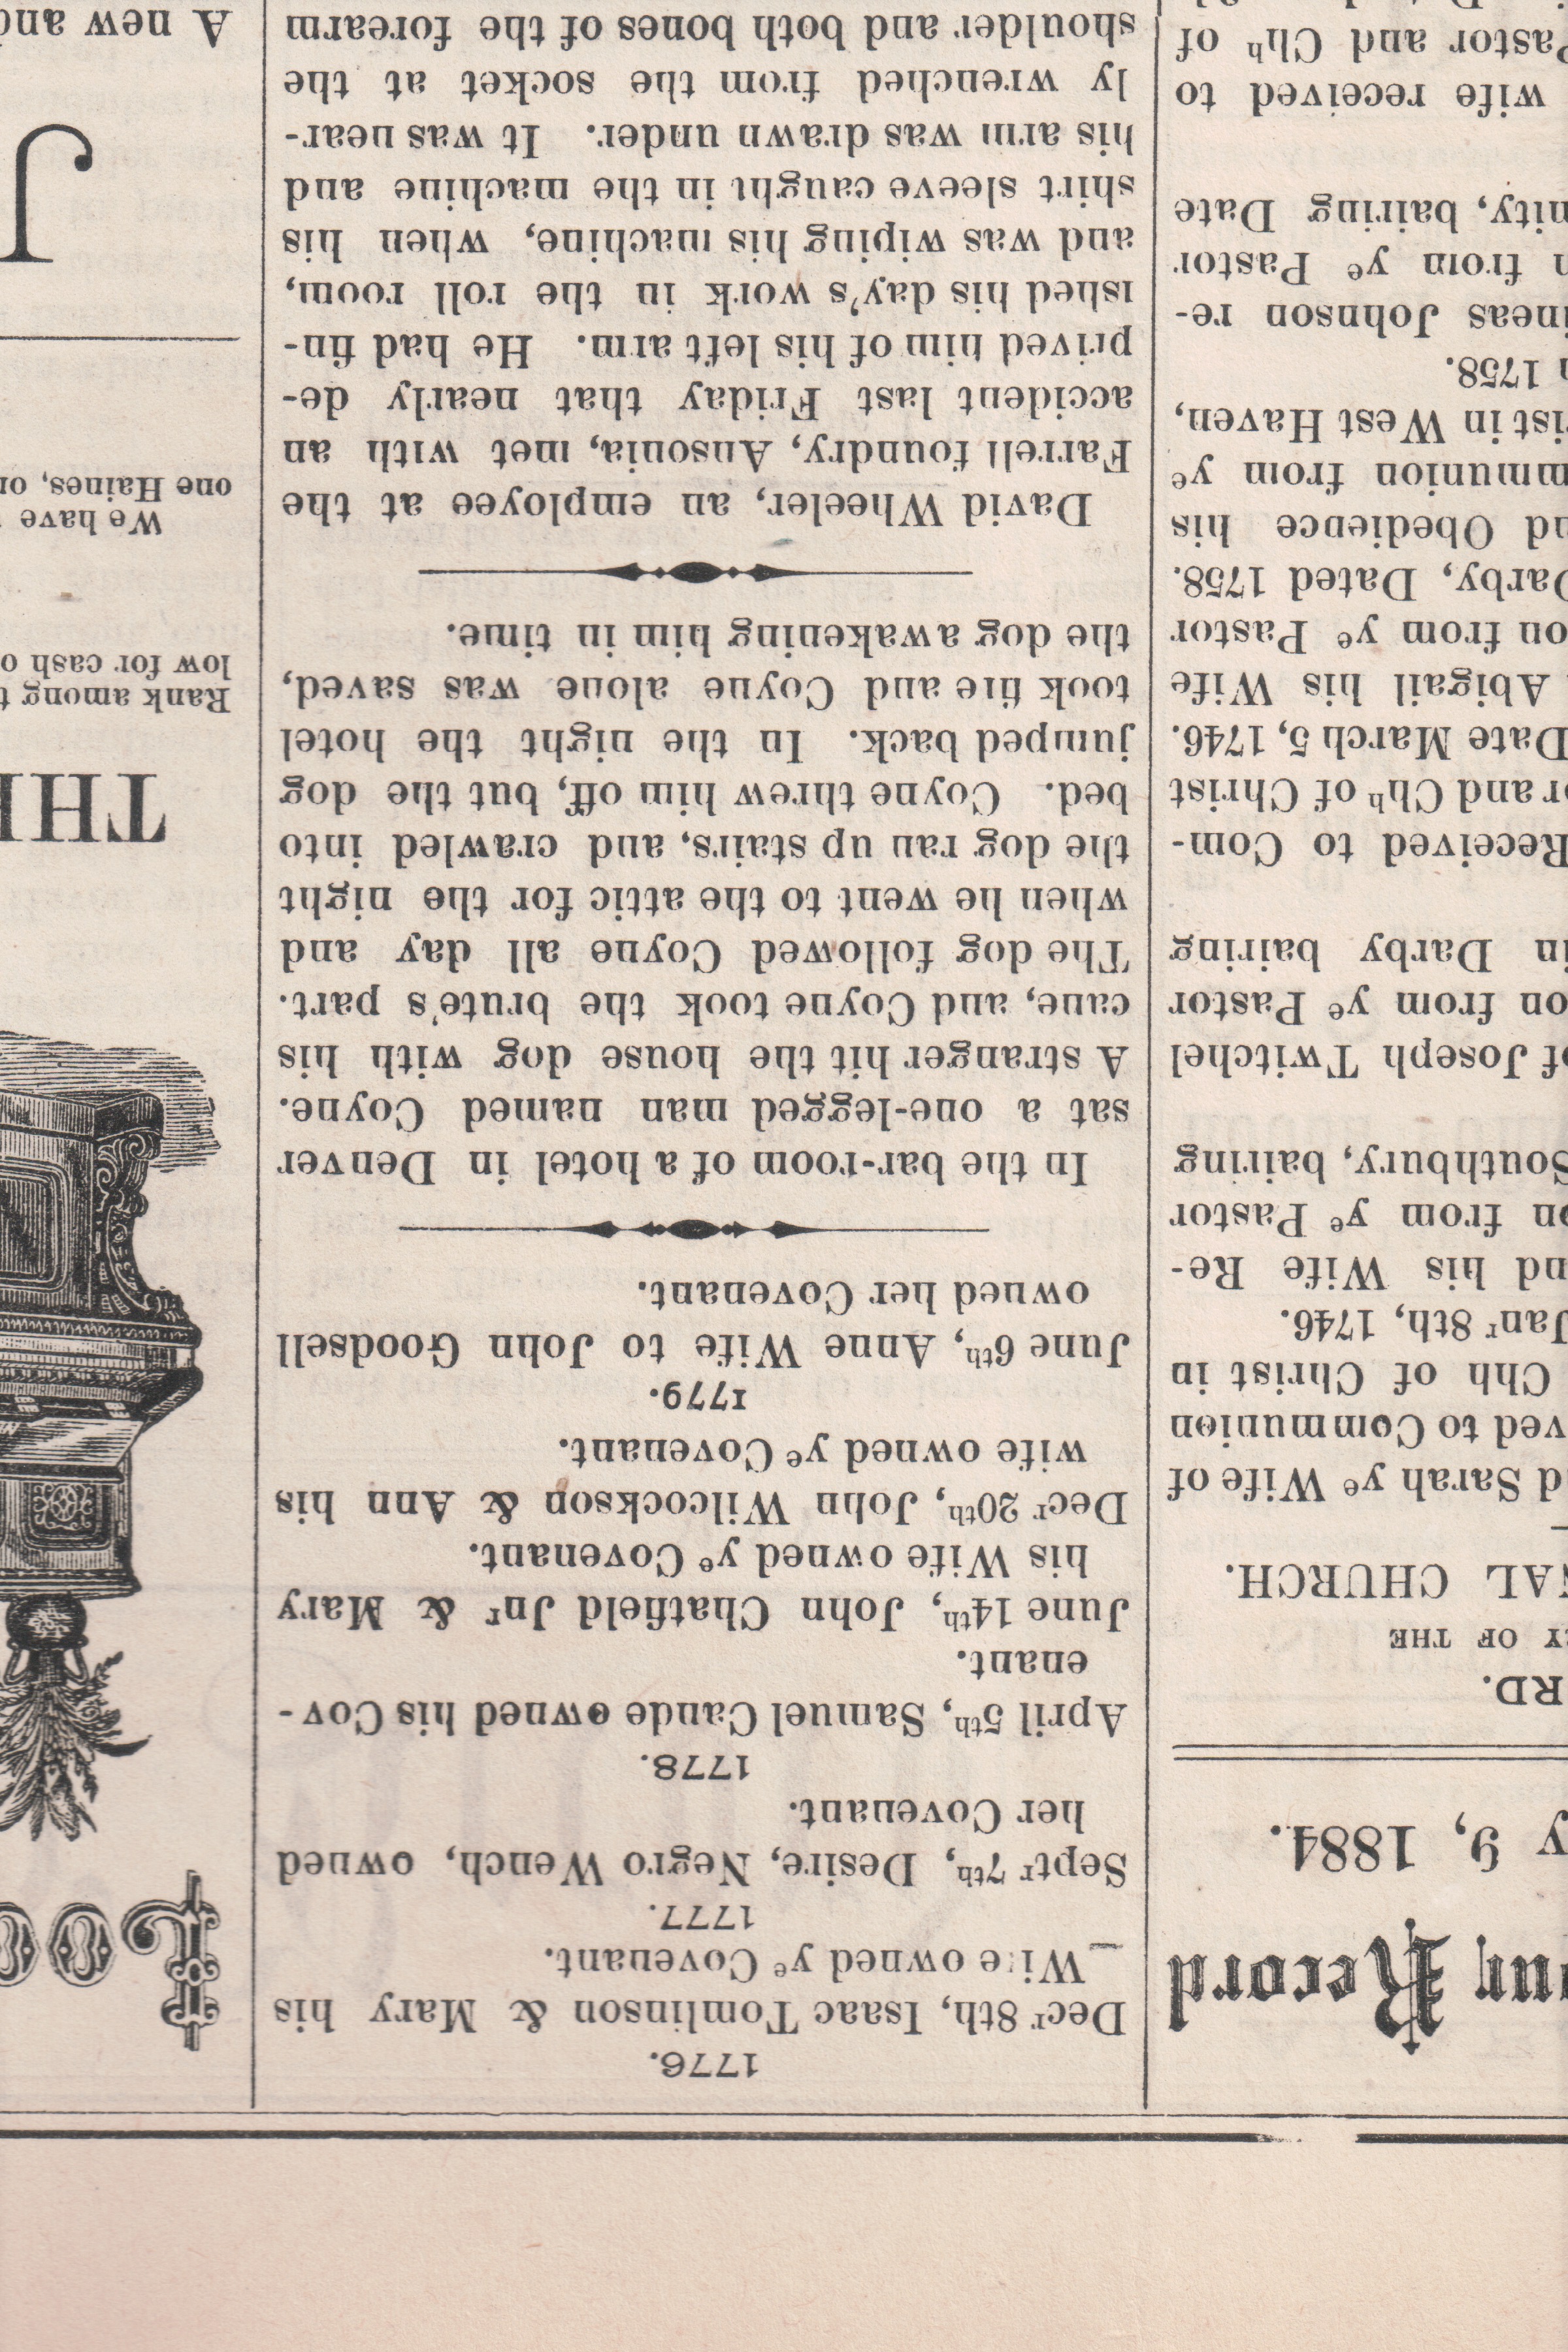 Record
y 9, 1884.
RD.
OF THE
CHURCH.
d Sarah ye Wife of
ved to Communion
Chh of Christ in
Janr 8th, 1746.
nd his Wife Re-
on from ye Pastor
Southbury, bairing
of Joseph Twitchel
on from ye Pastor
in Darby bairing
Received to Com-
or and Chh of Christ
Date March 5, 1746.
Abigail his Wife
on from ye Pastor
Darby, Dated 1758.
nd Obedience his
mmunion from ye
ist in West Haven,
n 1758.
ineas Johnson re-
n from ye Pastor
nity, bairing Date
wife received to
Pastor and Chh of
1776.
Decr 8th, Isaac Tomlinson & Mary his
Wife owned ye Covenant.
1777.
Septr 7th, Desire, Negro Wench, owned
her Covenant.
1778.
April 5th, Samuel Cande owned his Cov-
enant.
June 14th, John Chatfield Jnr & Mary
his Wife owned ye Covenant.
Decr 20th, John Wilcockson & Ann his
wife owned ye Covenant.
1779.
June 6th, Anne Wife to John Goodsell
owned her Covenant.
In the bar-room of a hotel in Denver
sat a one-legged man named Coyne.
A stranger hit the house dog with his
cane, and Coyne took the brute's part.
The dog followed Coyne all day and
when he went to the attic for the night
the dog ran up stairs, and crawled into
bed. Coyne threw him off, but the dog
jumped back. In the night the hotel
took fire and Coyne alone was saved,
the dog awakening him in time.
David Wheeler, an employee at the
Farrell foundry, Ansonia, met with an
accident last Friday that nearly de-
prived him of his left arm. He had fin-
ished his day's work in the roll room,
and was wiping his machine, when his
shirt sleeve caught in the machine and
his arm was drawn under. It was near-
ly wrenched from the socket at the
shoulder and both bones of the forearm
Loo
THE
Rank among t
low for cash o
We have
one Haines, or
J
A new and